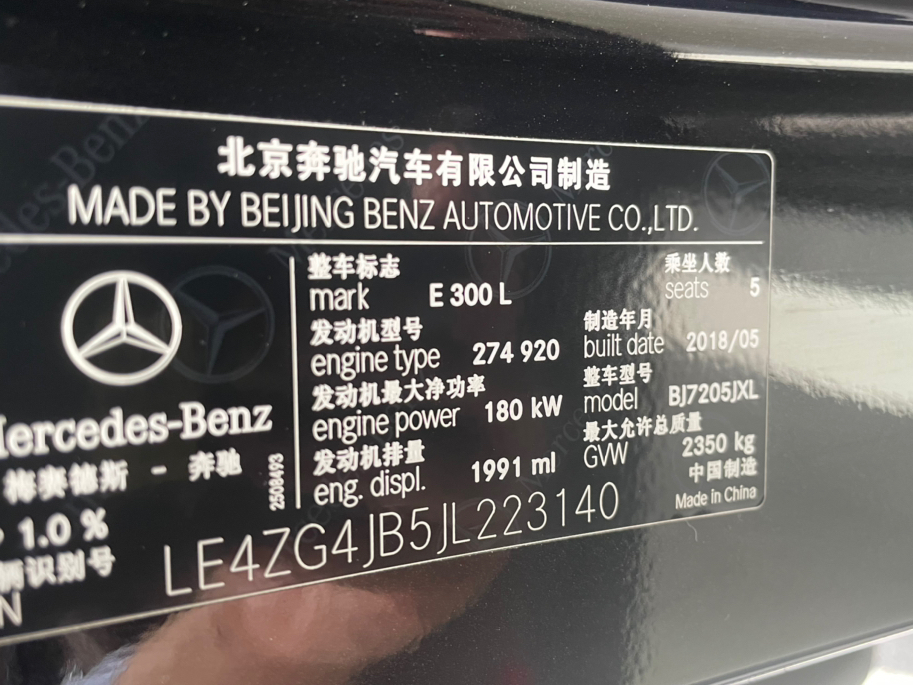 北京奔驰汽车有限公司制造
MADE BY BEIJING BENZ AUTOMOTIVE CO.,LTD.
整车标志
mark E 300 L
乘坐人数
seats 5
发动机型号
engine type 274 920
制造年月
built date 2018/05
发动机最大净功率
engine power 180 kW
整车型号
model BJ7205JXL
发动机排量
eng. displ. 1991 ml
最大允许总质量
GVW 2350 kg
中国制造
Made in China
Mercedes-Benz
梅赛德斯 - 奔驰
2508493
1.0 %
识别号
N
LE4ZG4JB5JL223140